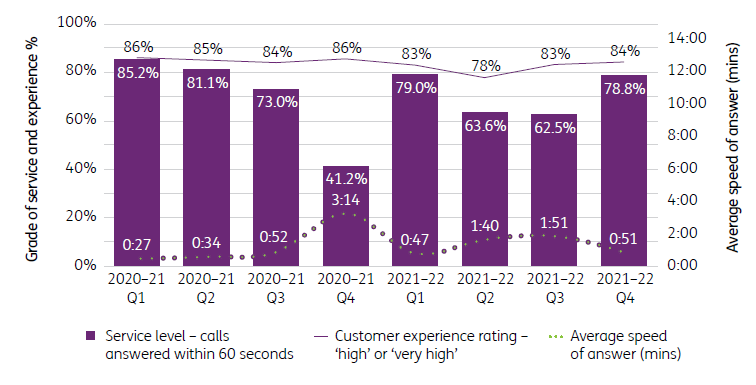 100%
80%
60%
40%
20%
0%
Grade of service and experience %
14:00
12:00
10:00
8:00
6:00
4:00
2:00
0:00
Average speed of answer (mins)
86% 85% 84% 86% 83% 78% 83% 84%
85.2% 81.1% 73.0% 41.2% 79.0% 63.6% 62.5% 78.8%
0:27 0:34 0:52 3:14 0:47 1:40 1:51 0:51
2020–21 2020–21 2020–21 2020–21 2021–22 2021–22 2021–22 2021–22
Q1 Q2 Q3 Q4 Q1 Q2 Q3 Q4
Service level – calls
answered within 60 seconds
Customer experience rating –
‘high’ or ‘very high’
Average speed
of answer (mins)